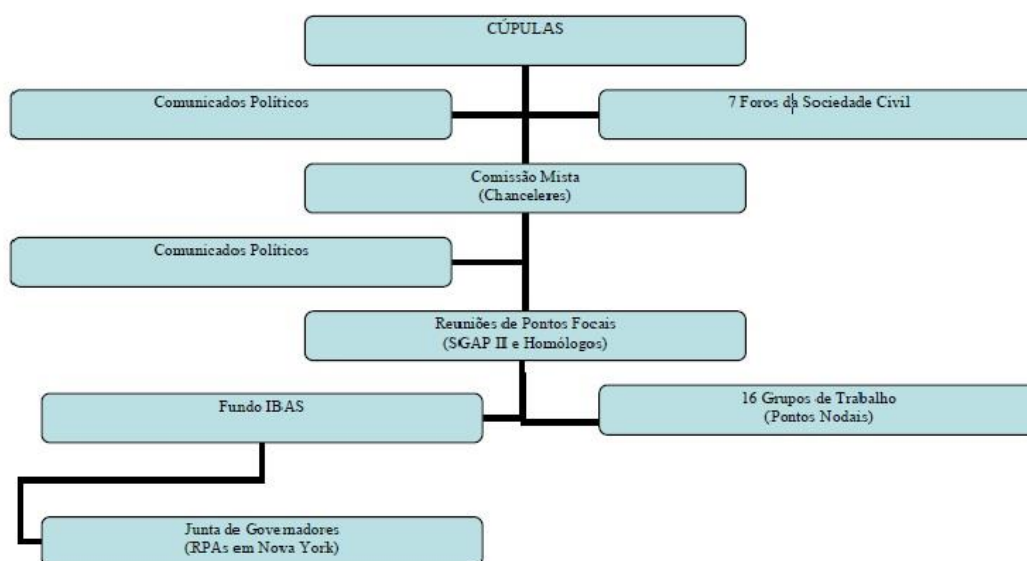 CÚPULAS
Comunicados Políticos
7 Foros da Sociedade Civil
Comissão Mista
(Chanceleres)
Comunicados Políticos
Reuniões de Pontos Focais
(SGAP II e Homólogos)
Fundo IBAS
16 Grupos de Trabalho
(Pontos Nodais)
Junta de Governadores
(RPAs em Nova York)